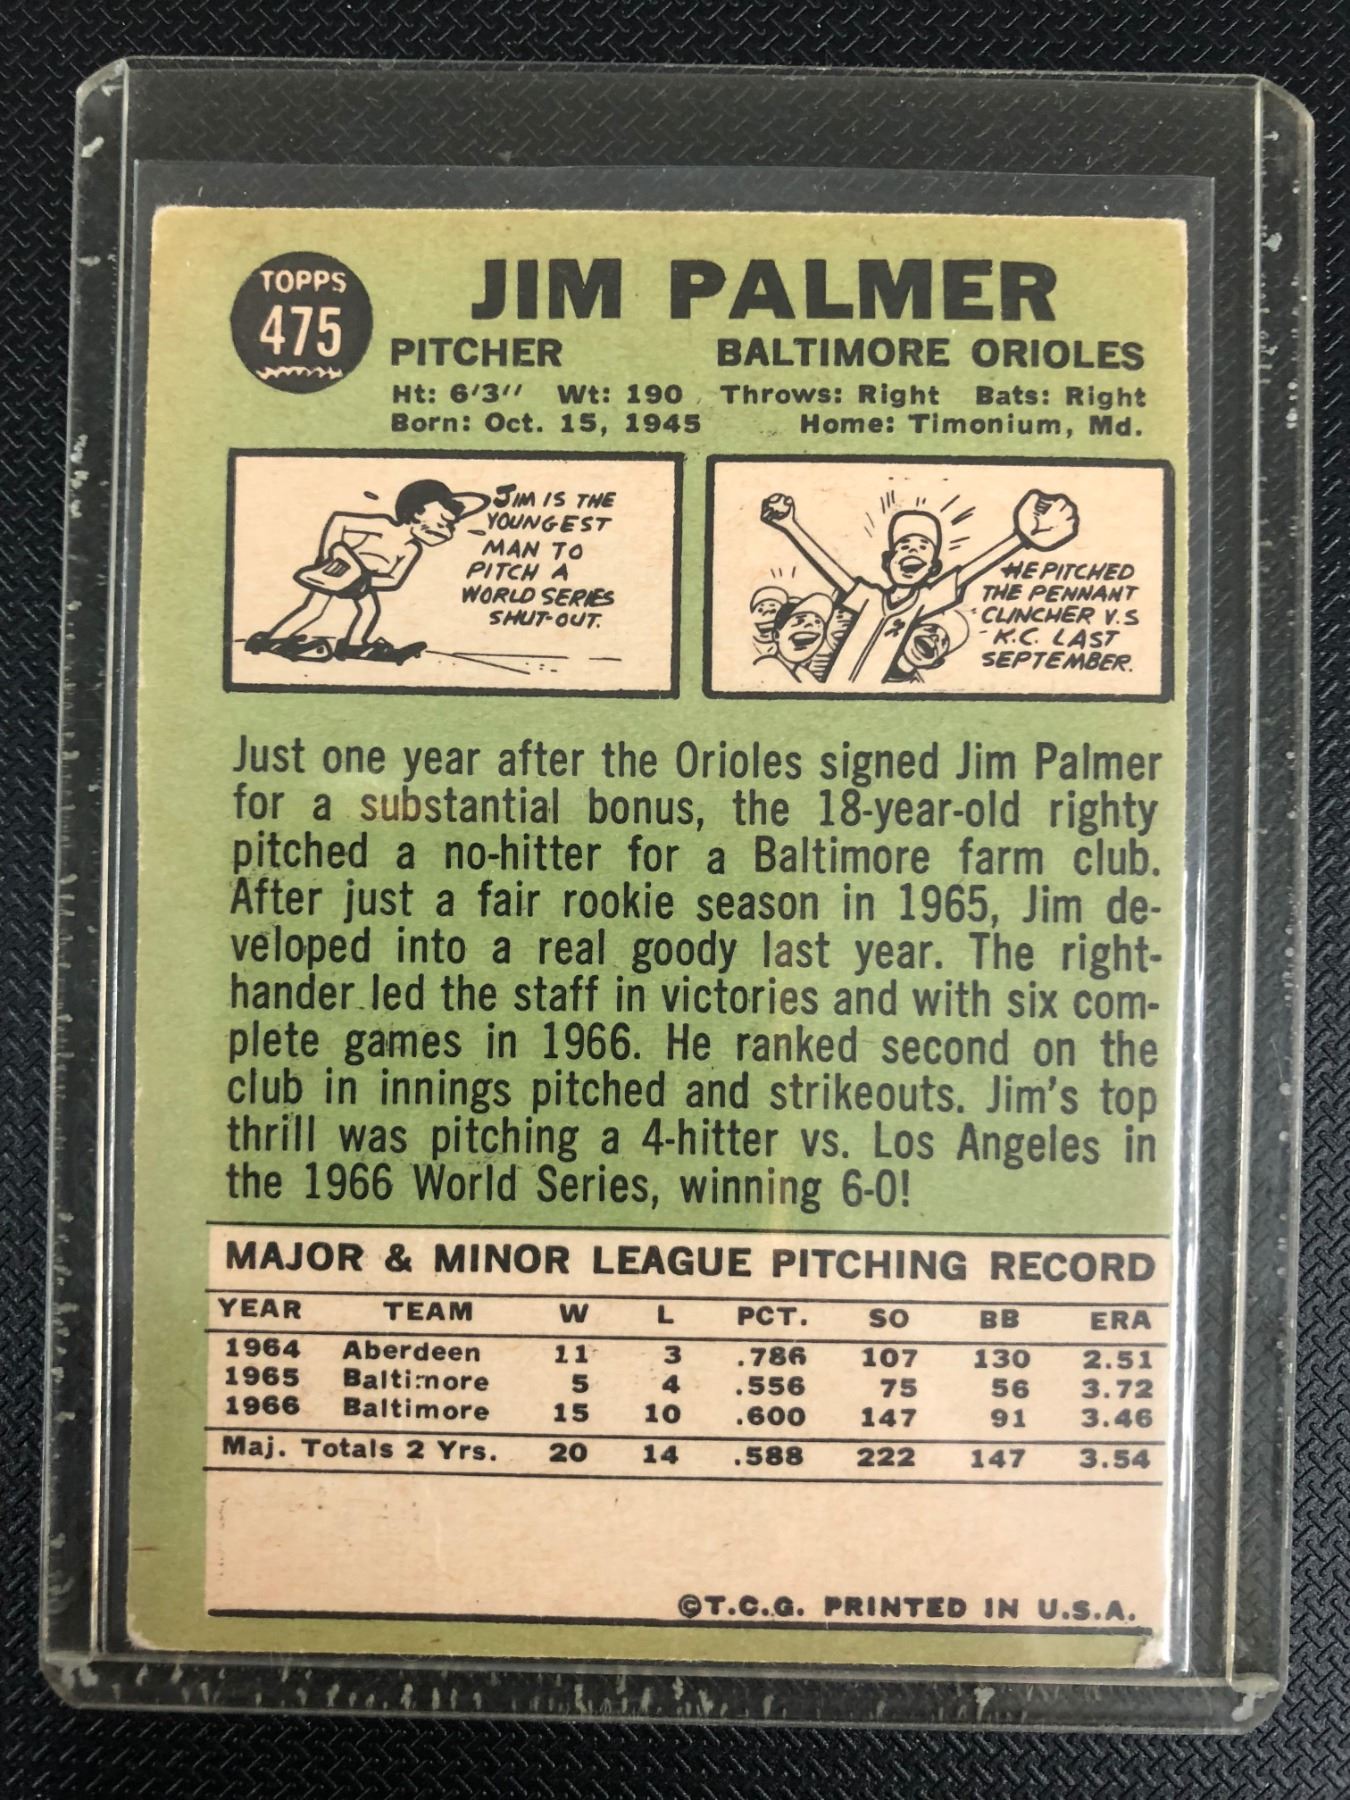 TOPPS
475
JIM PALMER
PITCHER BALTIMORE ORIOLES
Ht: 6'3" Wt: 190 Throws: Right Bats: Right
Born: Oct. 15, 1945 Home: Timonium, Md.
JIM IS THE
YOUNGEST
MAN TO
PITCH A
WORLD SERIES
SHUT-OUT.
HE PITCHED
THE PENNANT
CLINCHER V.S
K.C. LAST
SEPTEMBER.
Just one year after the Orioles signed Jim Palmer
for a substantial bonus, the 18-year-old righty
pitched a no-hitter for a Baltimore farm club.
After just a fair rookie season in 1965, Jim de-
veloped into a real goody last year. The right-
hander led the staff in victories and with six com-
plete games in 1966. He ranked second on the
club in innings pitched and strikeouts. Jim's top
thrill was pitching a 4-hitter vs. Los Angeles in
the 1966 World Series, winning 6-0!
MAJOR & MINOR LEAGUE PITCHING RECORD
YEAR TEAM W L PCT. SO BB ERA
1964 Aberdeen 11 3 .786 107 130 2.51
1965 Baltimore 5 4 .556 75 56 3.72
1966 Baltimore 15 10 .600 147 91 3.46
Maj. Totals 2 Yrs. 20 14 .588 222 147 3.54
©T.C.G. PRINTED IN U.S.A.